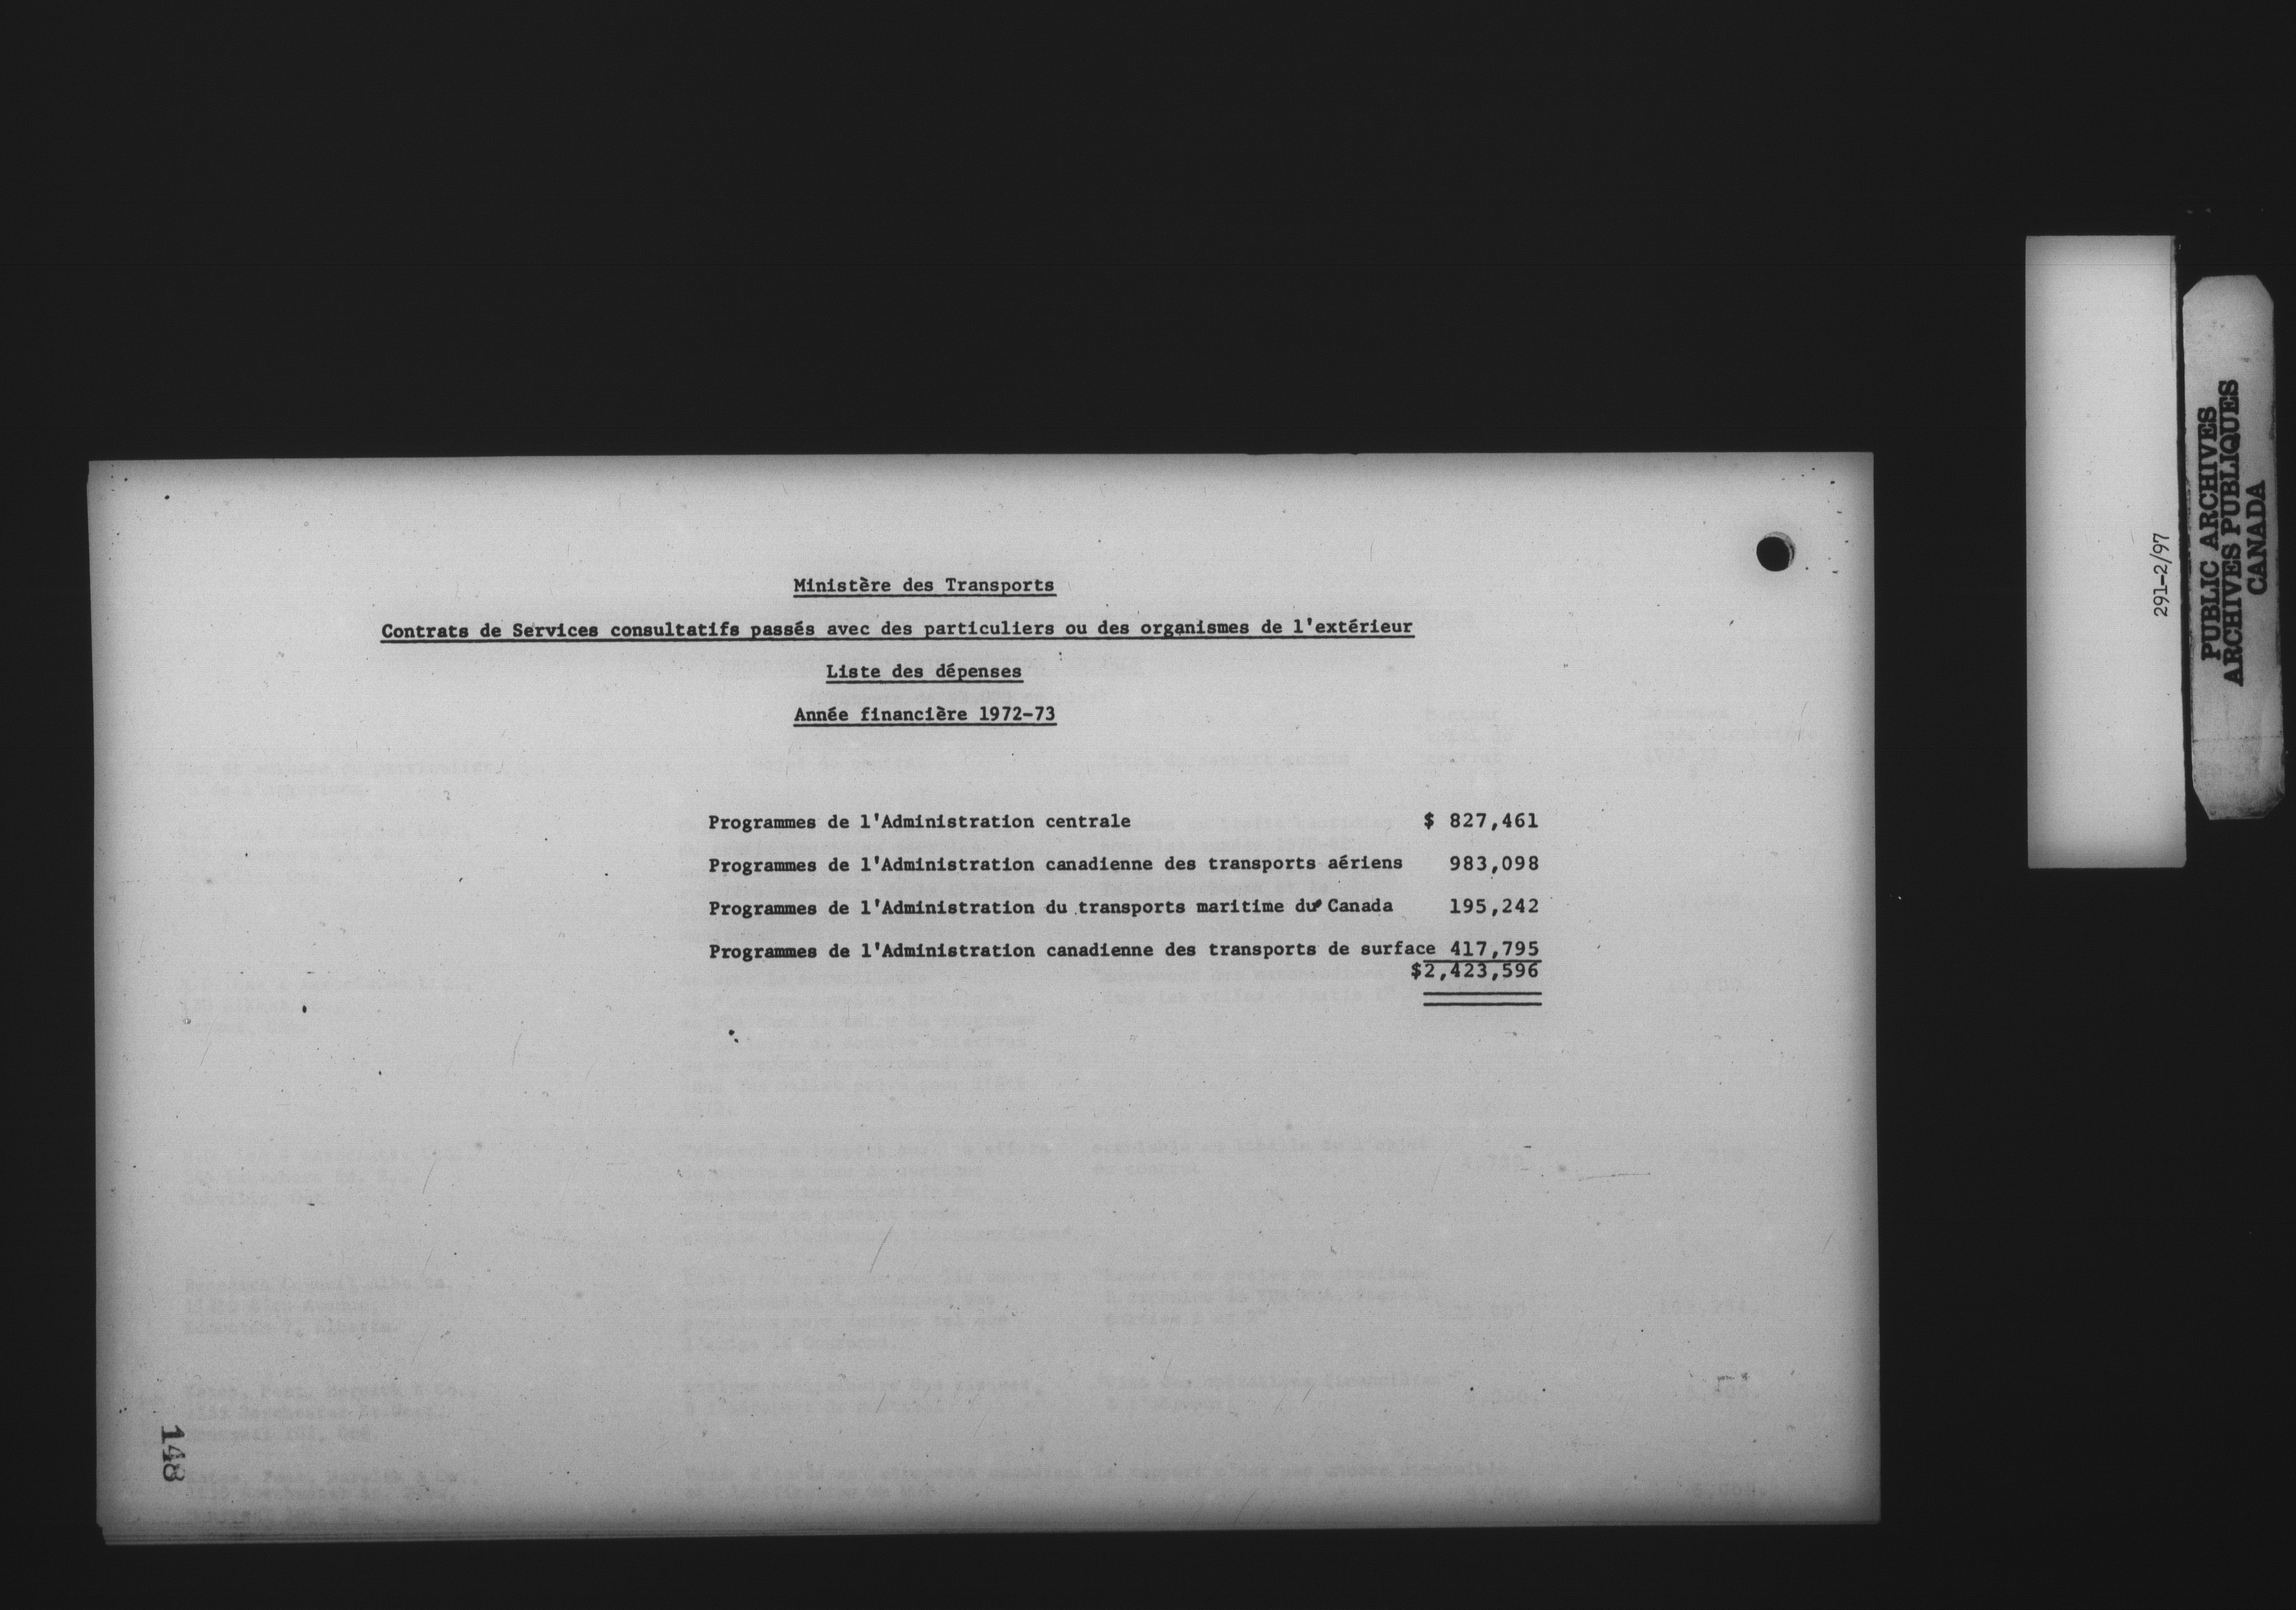 Ministère des Transports
Contrats de Services consultatifs passés avec des particuliers ou des organismes de l'extérieur
Liste des dépenses
Année financière 1972-73
Programmes de l'Administration centrale $ 827,461
Programmes de l'Administration canadienne des transports aériens 983,098
Programmes de l'Administration du transports maritime du Canada 195,242
Programmes de l'Administration canadienne des transports de surface 417,795
$2,423,596
148
291-2/97
PUBLIC ARCHIVES
ARCHIVES PUBLIQUES
CANADA